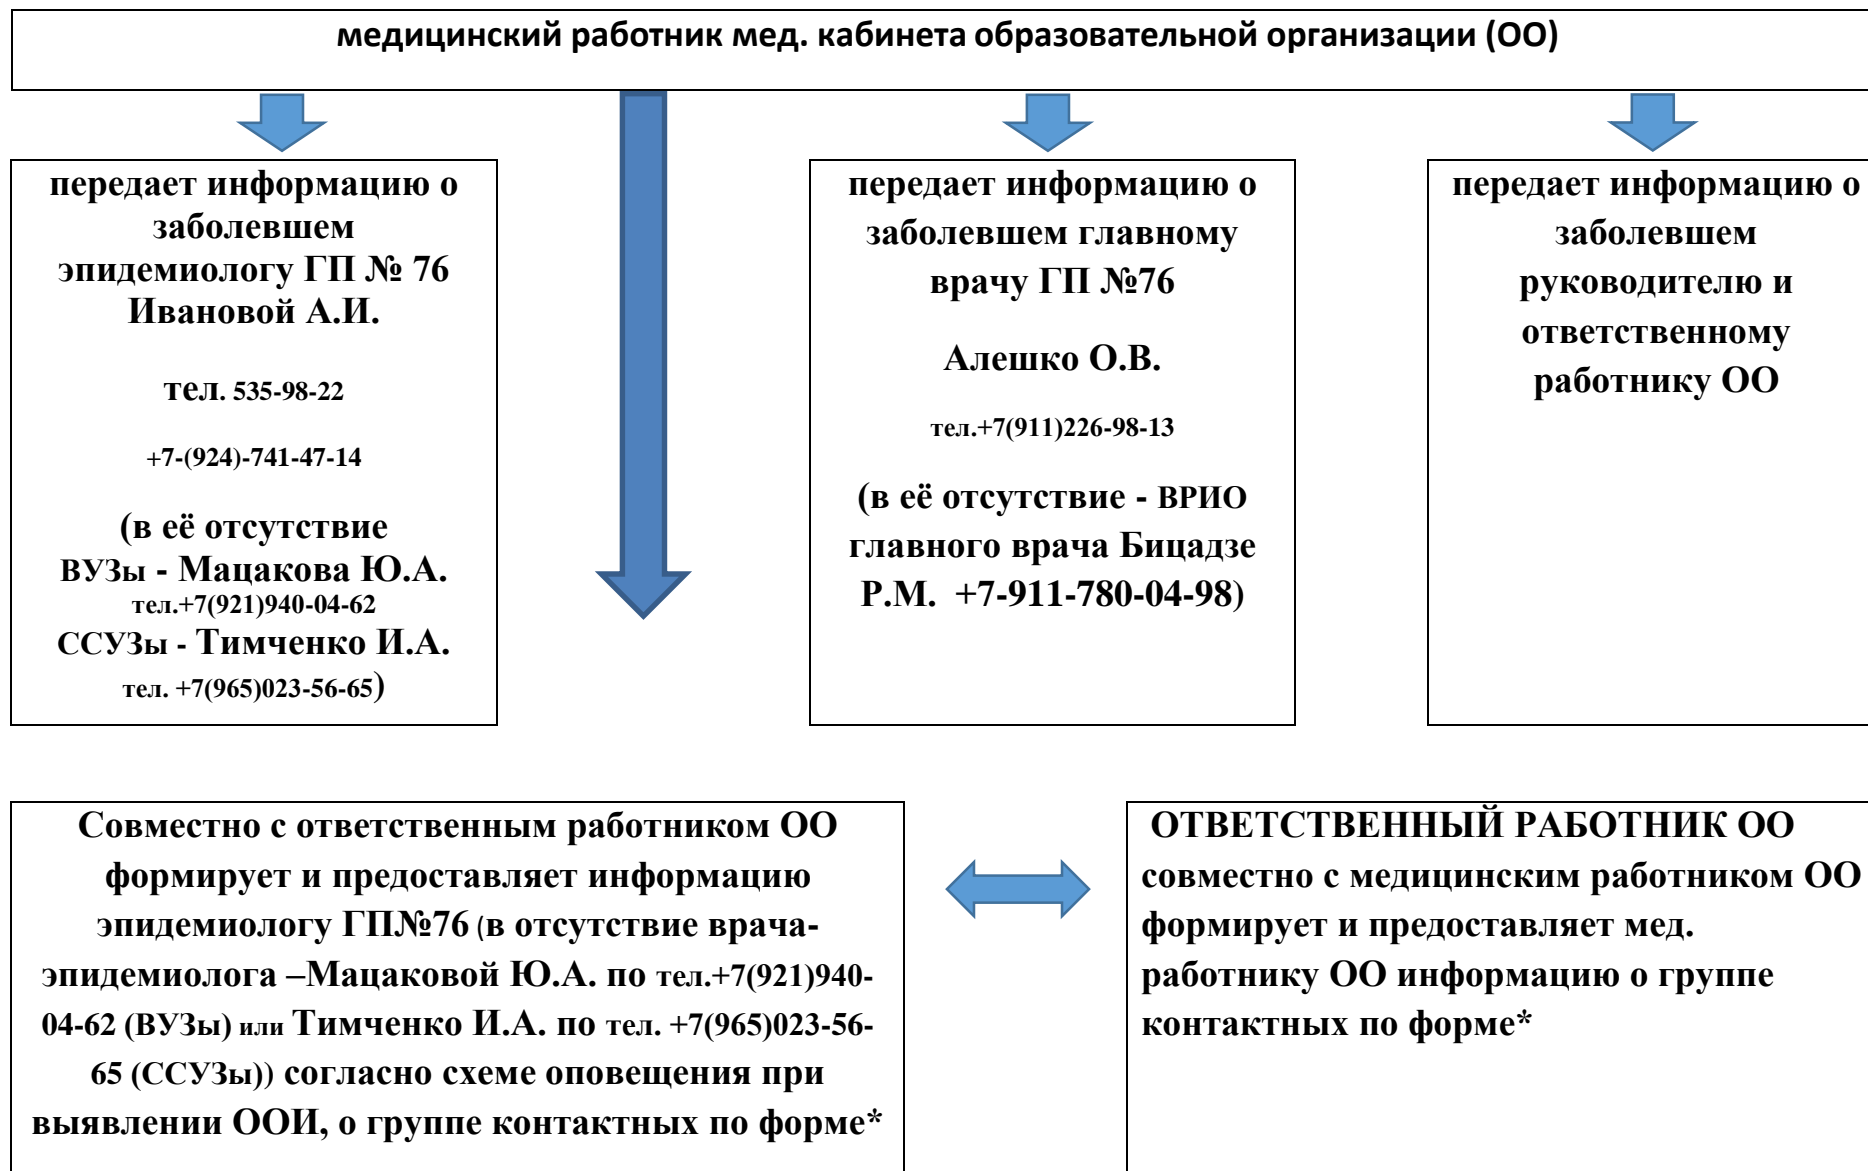 медицинский работник мед. кабинета образовательной организации (ОО)
передает информацию о
заболевшем
эпидемиологу ГП № 76
Ивановой А.И.
тел. 535-98-22
+7-(924)-741-47-14
(в её отсутствие
ВУЗы - Мацакова Ю.А.
тел.+7(921)940-04-62
ССУЗы - Тимченко И.А.
тел. +7(965)023-56-65)
передает информацию о
заболевшем главному
врачу ГП №76
Алешко О.В.
тел.+7(911)226-98-13
(в её отсутствие - ВРИО
главного врача Бицадзе
Р.М. +7-911-780-04-98)
передает информацию о
заболевшем
руководителю и
ответственному
работнику ОО
Совместно с ответственным работником ОО
формирует и предоставляет информацию
эпидемиологу ГП№76 (в отсутствие врача-
эпидемиолога –Мацаковой Ю.А. по тел.+7(921)940-
04-62 (ВУЗы) или Тимченко И.А. по тел. +7(965)023-56-
65 (ССУЗы)) согласно схеме оповещения при
выявлении ООИ, о группе контактных по форме*
ОТВЕТСТВЕННЫЙ РАБОТНИК ОО
совместно с медицинским работником ОО
формирует и предоставляет мед.
работнику ОО информацию о группе
контактных по форме*